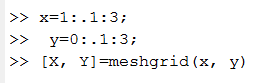 >> x=1:.1:3;
>>  y=0:.1:3;
>> [X, Y]=meshgrid(x, y)